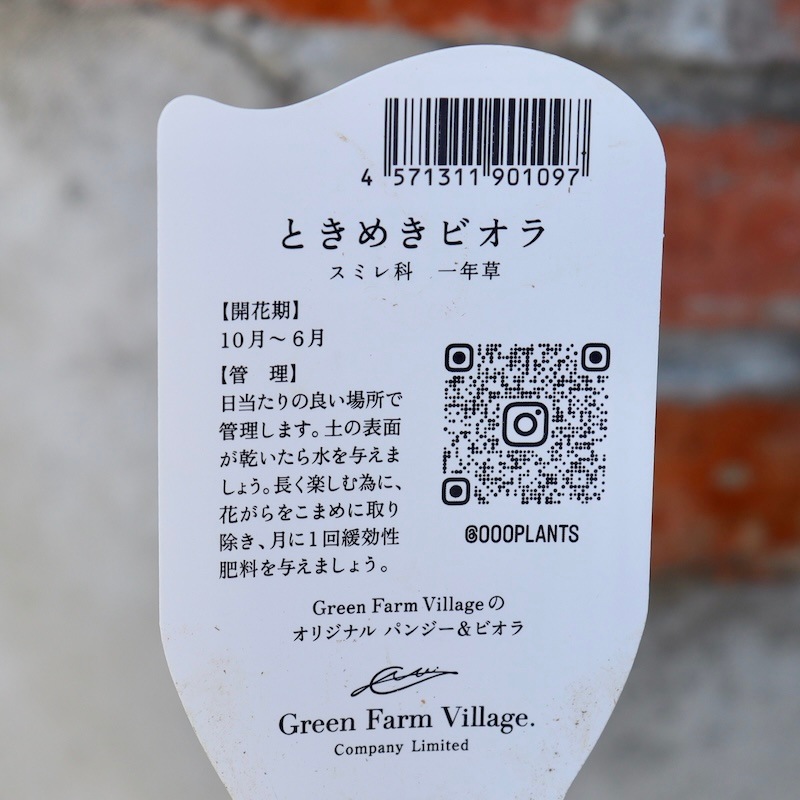 4 571311 901097
ときめきビオラ
スミレ科 一年草
【開花期】
10月～6月
【管 理】
日当たりの良い場所で
管理します。土の表面
が乾いたら水を与えま
しょう。長く楽しむ為に、
花がらをこまめに取り
除き、月に1回緩効性
肥料を与えましょう。
@OOOPLANTS
Green Farm Villageの
オリジナル パンジー&ビオラ
Green Farm Village.
Company Limited